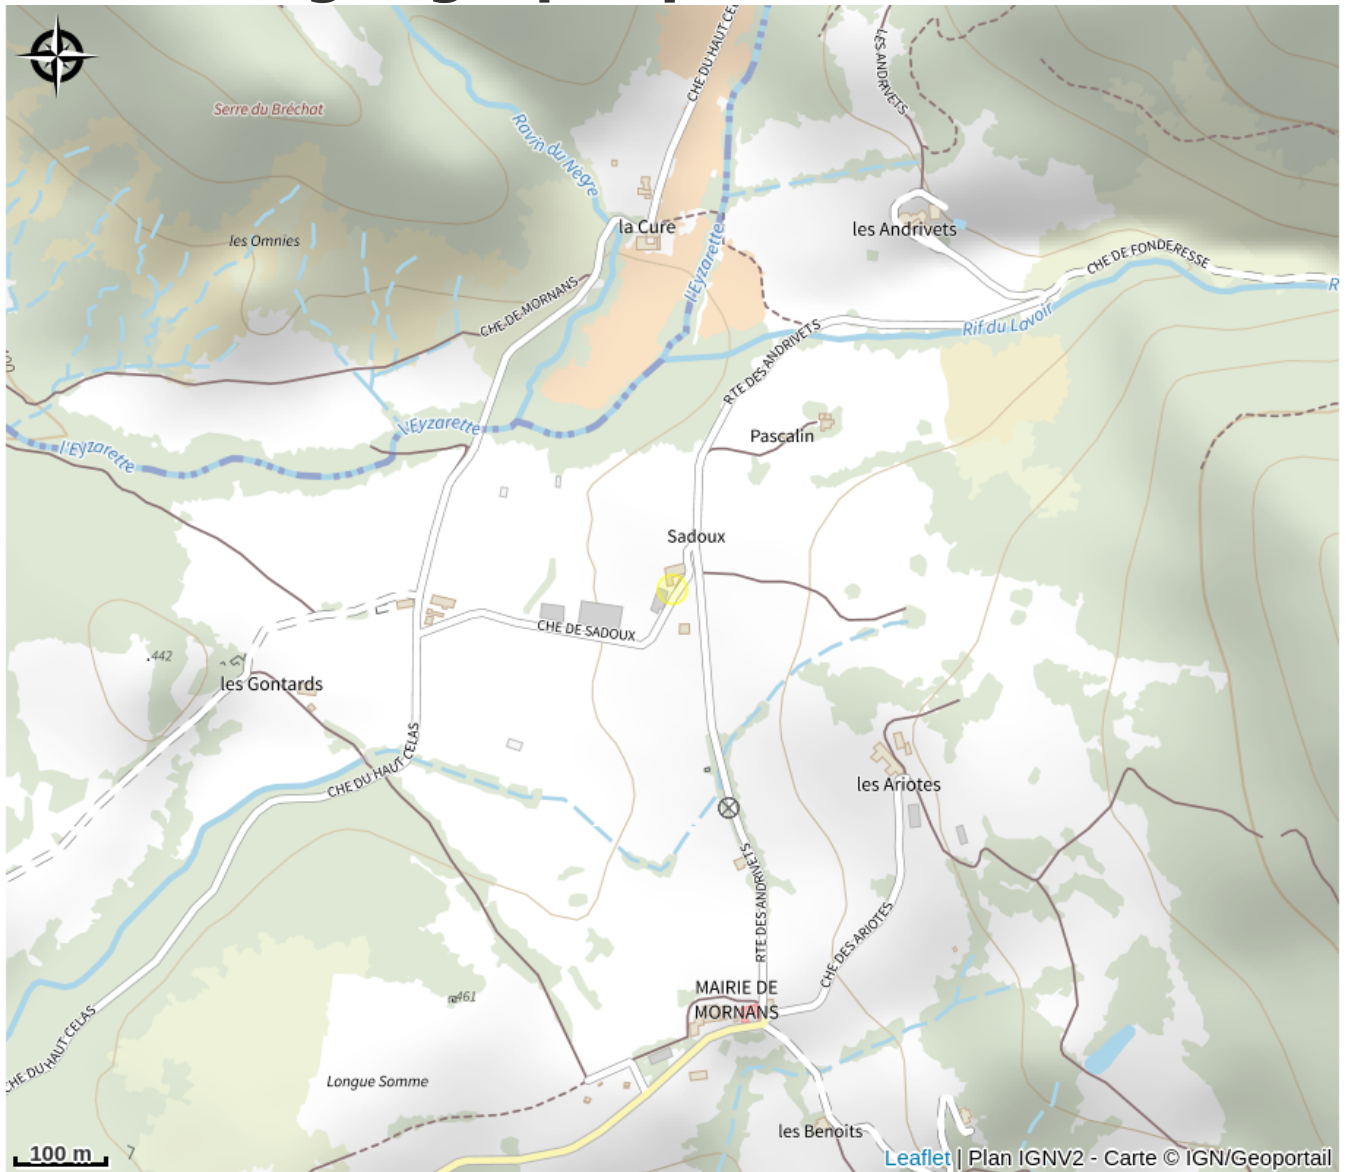 CHE DU HAUT CEL
LES ANDRIVETS
Serre du Bréchat
Ravin du Nègre
la Cure
les Andrivets
les Omnies
l'Eyzarette
CHE DE FONDERESSE
R
CHE DE MORNANS
Rif du Lavoir
RTE DES ANDRIVETS
l'Eyzarette
Pascalin
l'Eyzarette
Sadoux
CHE DE SADOUX
442
les Gontards
CHE DU HAUT CELAS
les Ariotes
RTE DES ANDRIVETS
CHE DES ARIOTES
MAIRIE DE
MORNANS
461
CHE DU HAUT CELAS
Longue Somme
les Benoits
100 m
Leaflet | Plan IGNV2 - Carte © IGN/Geoportail